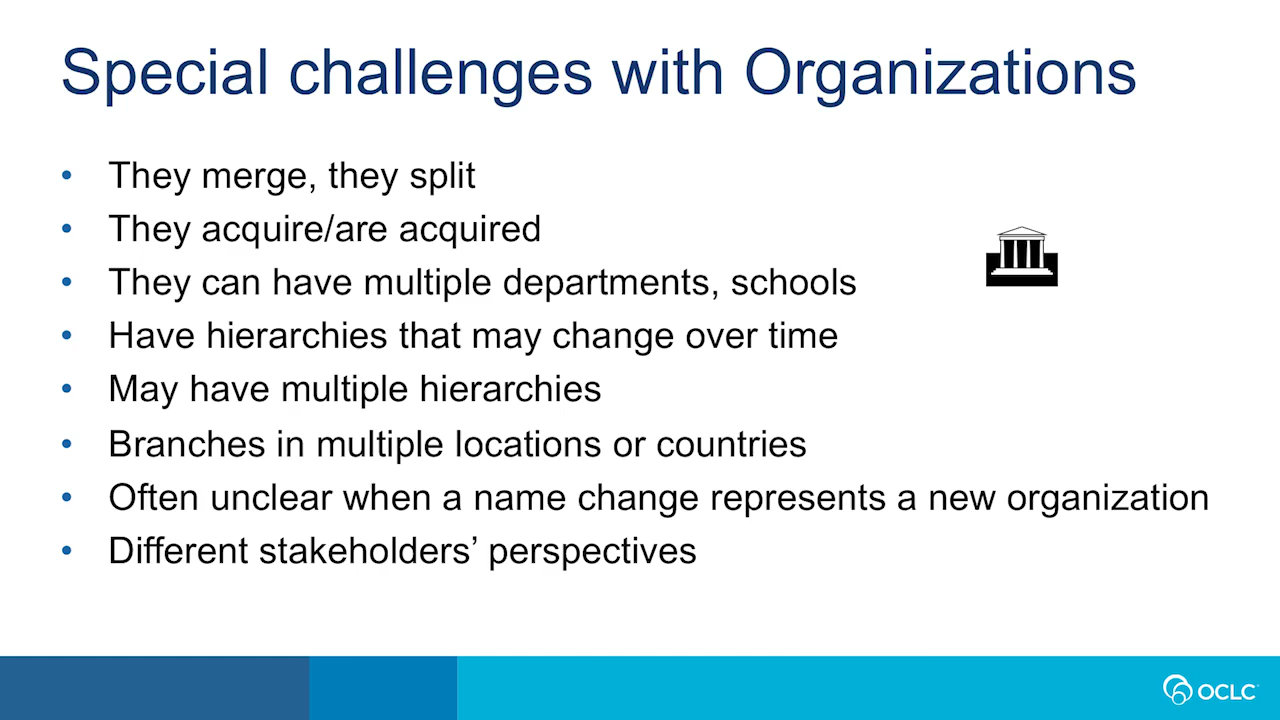 Special challenges with Organizations
• They merge, they split
• They acquire/are acquired
• They can have multiple departments, schools
• Have hierarchies that may change over time
• May have multiple hierarchies
• Branches in multiple locations or countries
• Often unclear when a name change represents a new organization
• Different stakeholders’ perspectives
OCLC